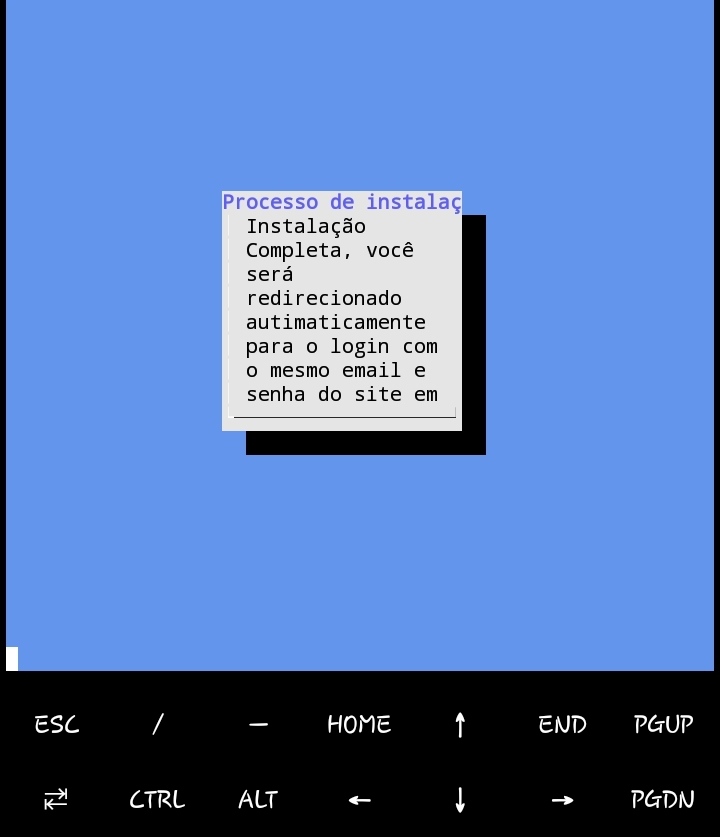 Processo de instalaç
Instalação
Completa, você
será
redirecionado
autimaticamente
para o login com
o mesmo email e
senha do site em
ESC / — HOME ↑ END PGUP
⇄ CTRL ALT ← ↓ → PGDN